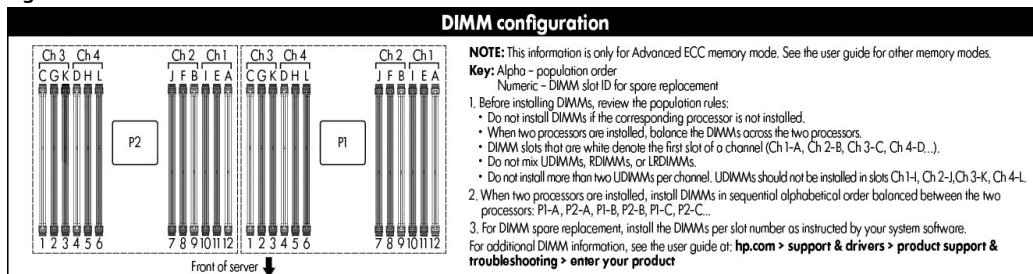 DIMM configuration
Ch 3 Ch 4 Ch 2 Ch 1 Ch 3 Ch 4 Ch 2 Ch 1
C G K D H L J F B I E A C G K D H L J F B I E A
P2 P1
1 2 3 4 5 6 7 8 9 10 11 12 1 2 3 4 5 6 7 8 9 10 11 12
Front of server
NOTE: This information is only for Advanced ECC memory mode. See the user guide for other memory modes.
Key: Alpha – population order
Numeric – DIMM slot ID for spare replacement
1. Before installing DIMMs, review the population rules:
• Do not install DIMMs if the corresponding processor is not installed.
• When two processors are installed, balance the DIMMs across the two processors.
• DIMM slots that are white denote the first slot of a channel (Ch 1-A, Ch 2-B, Ch 3-C, Ch 4-D...).
• Do not mix UDIMMs, RDIMMs, or LRDIMMs.
• Do not install more than two UDIMMs per channel. UDIMMs should not be installed in slots Ch 1-I, Ch 2-J,Ch 3-K, Ch 4-L.
2. When two processors are installed, install DIMMs in sequential alphabetical order balanced between the two
processors: P1-A, P2-A, P1-B, P2-B, P1-C, P2-C...
3. For DIMM spare replacement, install the DIMMs per slot number as instructed by your system software.
For additional DIMM information, see the user guide at: hp.com > support & drivers > product support &
troubleshooting > enter your product